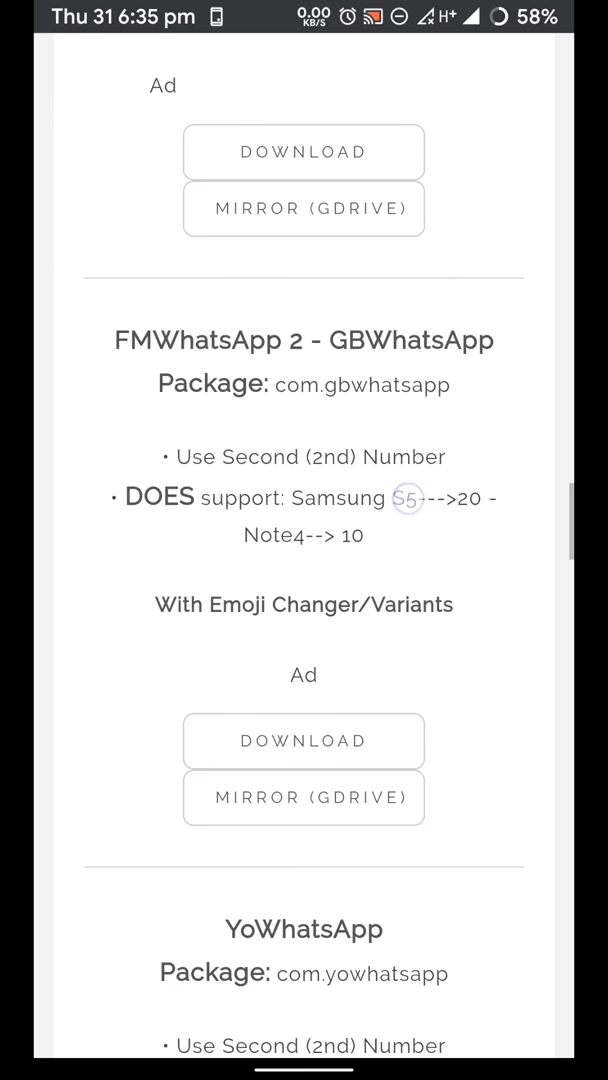 Thu 31 6:35 pm 0.00 KB/S H+ 58%
Ad
DOWNLOAD
MIRROR (GDRIVE)
FMWhatsApp 2 - GBWhatsApp
Package: com.gbwhatsapp
• Use Second (2nd) Number
• DOES support: Samsung S5--->20 -
Note4--> 10
With Emoji Changer/Variants
Ad
DOWNLOAD
MIRROR (GDRIVE)
YoWhatsApp
Package: com.yowhatsapp
• Use Second (2nd) Number